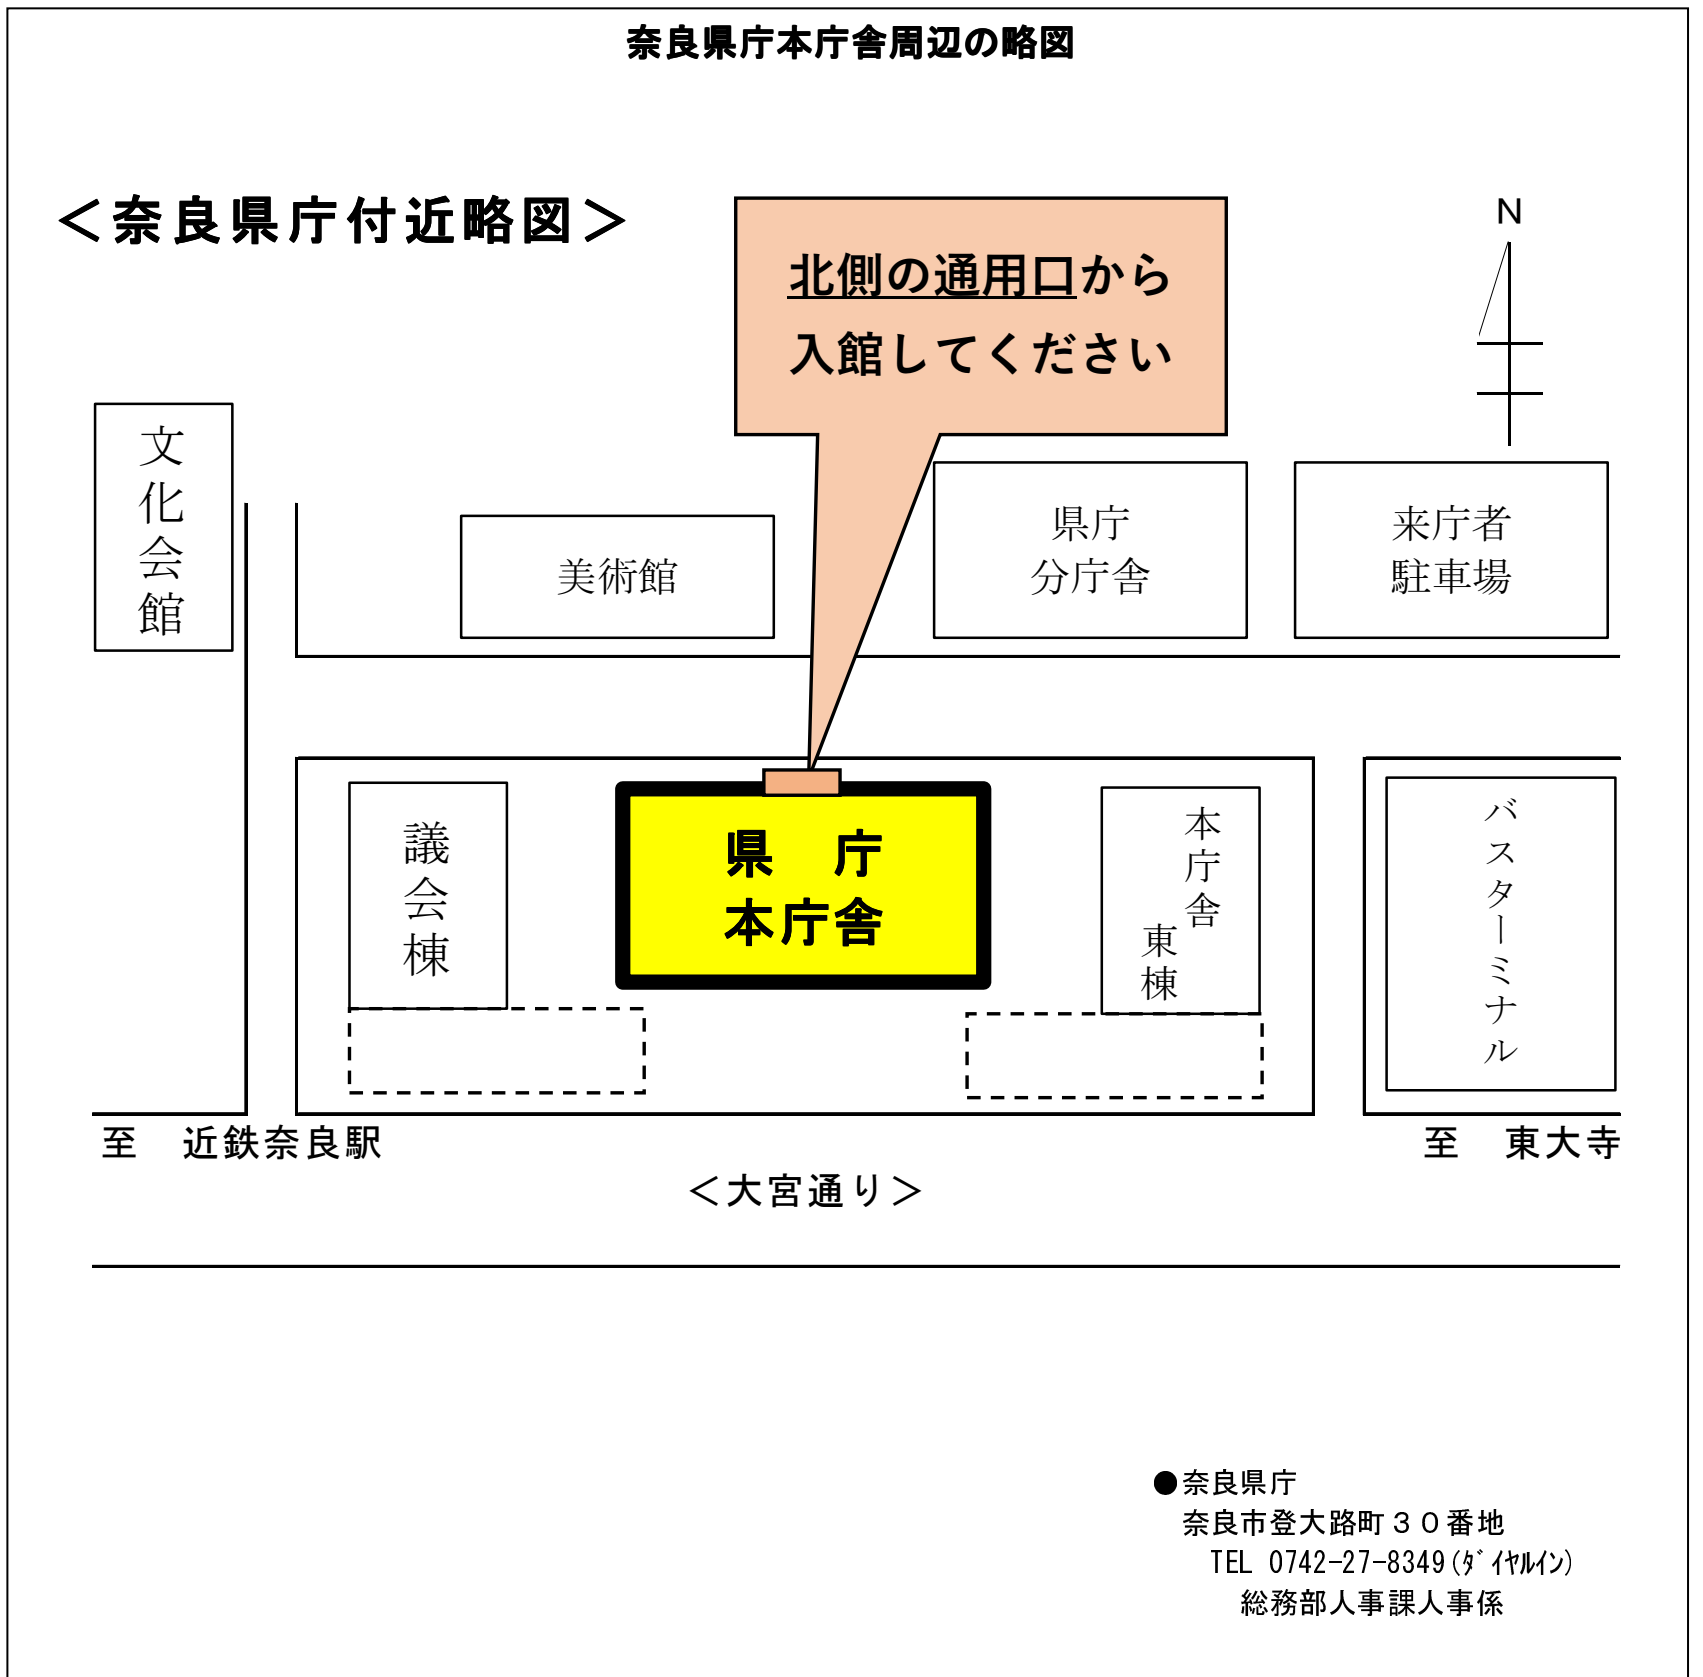 奈良県庁本庁舎周辺の略図
＜奈良県庁付近略図＞
北側の通用口から
入館してください
N
文化会館
美術館
県庁
分庁舎
来庁者
駐車場
議会棟
県　庁
本庁舎
本庁舎
東棟
バスターミナル
至　近鉄奈良駅
至　東大寺
＜大宮通り＞
●奈良県庁
奈良市登大路町３０番地
TEL 0742-27-8349(ﾀﾞｲﾔﾙｲﾝ)
総務部人事課人事係